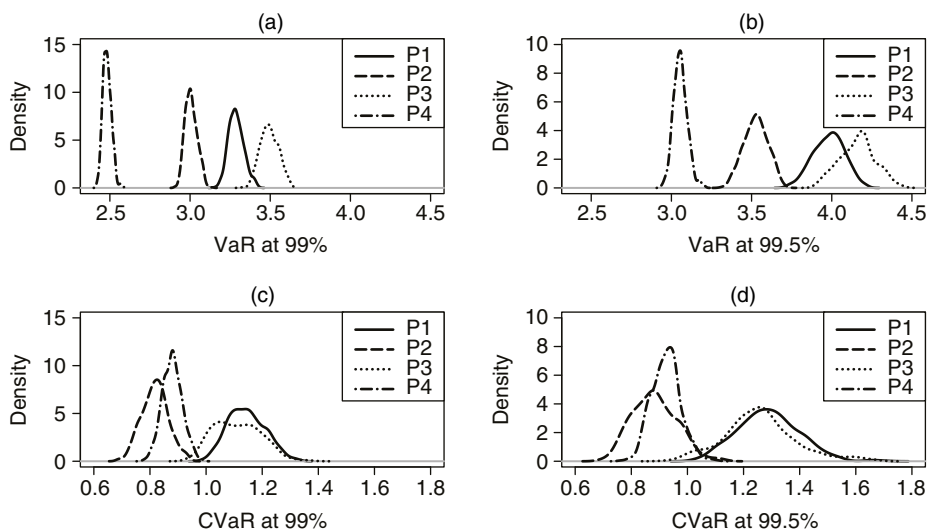 (a)
Density
15
10
5
0
2.5 3.0 3.5 4.0 4.5
VaR at 99%
P1
P2
P3
P4
(b)
Density
10
8
6
4
2
0
2.5 3.0 3.5 4.0 4.5
VaR at 99.5%
P1
P2
P3
P4
(c)
Density
15
10
5
0
0.6 0.8 1.0 1.2 1.4 1.6 1.8
CVaR at 99%
P1
P2
P3
P4
(d)
Density
10
8
6
4
2
0
0.6 0.8 1.0 1.2 1.4 1.6 1.8
CVaR at 99.5%
P1
P2
P3
P4